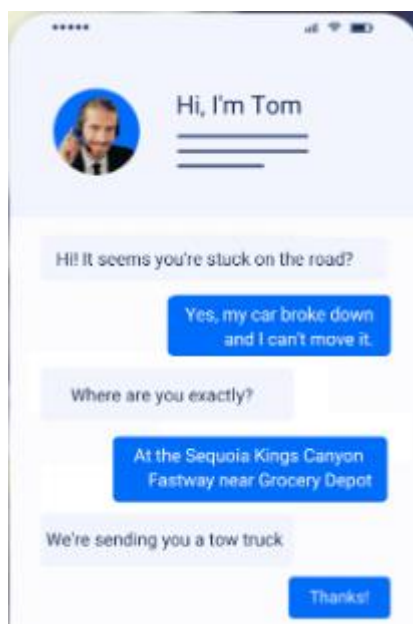 Hi, I'm Tom
Hi! It seems you're stuck on the road?
Yes, my car broke down
and I can't move it.
Where are you exactly?
At the Sequoia Kings Canyon
Fastway near Grocery Depot
We're sending you a tow truck
Thanks!